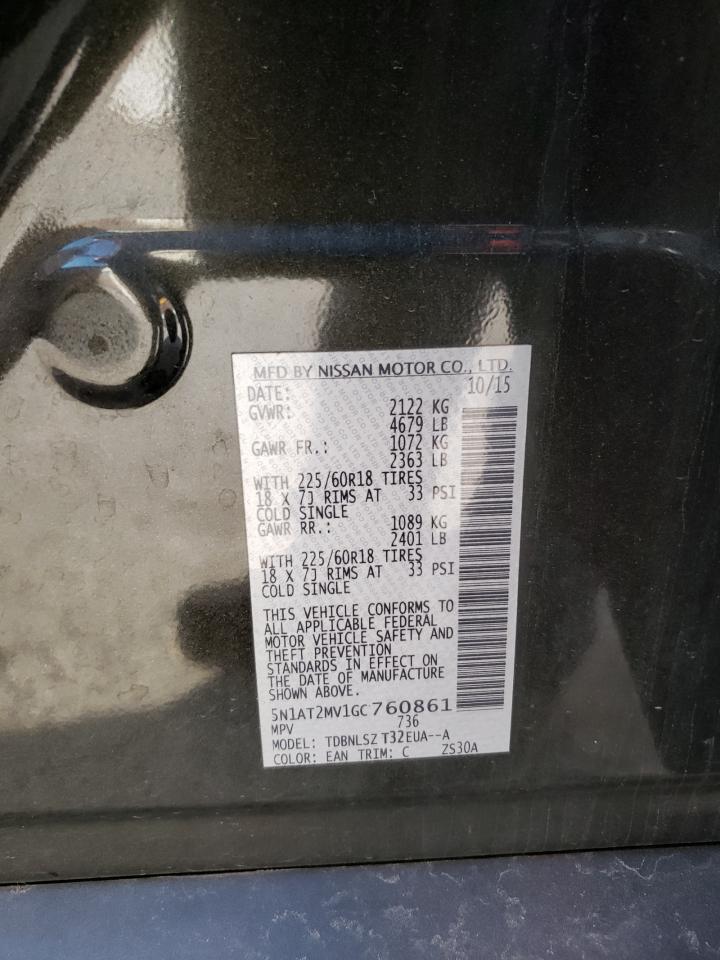 MFD BY NISSAN MOTOR CO., LTD.
DATE: 10/15
GVWR: 2122 KG
4679 LB
GAWR FR.: 1072 KG
2363 LB
WITH 225/60R18 TIRES
18 X 7J RIMS AT 33 PSI
COLD SINGLE
GAWR RR.: 1089 KG
2401 LB
WITH 225/60R18 TIRES
18 X 7J RIMS AT 33 PSI
COLD SINGLE
THIS VEHICLE CONFORMS TO
ALL APPLICABLE FEDERAL
MOTOR VEHICLE SAFETY AND
THEFT PREVENTION
STANDARDS IN EFFECT ON
THE DATE OF MANUFACTURE
SHOWN ABOVE.
5N1AT2MV1GC760861
MPV 736
MODEL: TDBNLSZ T32EUA--A
COLOR: EAN TRIM: C ZS30A